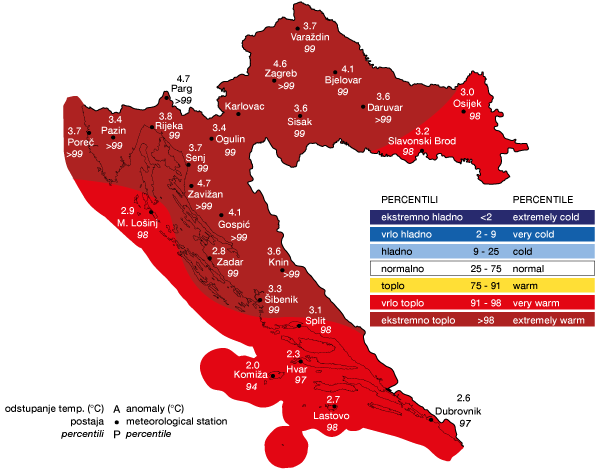 3.7
Varaždin
99
4.6
Zagreb
>99
4.1
Bjelovar
99
4.7
Parg
>99
Karlovac
3.6
Sisak
99
3.6
Daruvar
>99
3.0
Osijek
98
3.2
Slavonski Brod
98
3.7
Poreč
>99
3.4
Pazin
>99
3.8
Rijeka
99
3.4
Ogulin
99
3.7
Senj
99
4.7
Zavižan
>99
2.9
M. Lošinj
98
4.1
Gospić
>99
2.8
Zadar
99
3.6
Knin
>99
3.3
Šibenik
99
3.1
Split
98
2.3
Hvar
97
2.0
Komiža
94
2.7
Lastovo
98
2.6
Dubrovnik
97
PERCENTILI PERCENTILE
ekstremno hladno <2 extremely cold
vrlo hladno 2 - 9 very cold
hladno 9 - 25 cold
normalno 25 - 75 normal
toplo 75 - 91 warm
vrlo toplo 91 - 98 very warm
ekstremno toplo >98 extremely warm
odstupanje temp. (°C) A anomaly (°C)
postaja meteorological station
percentili P percentile